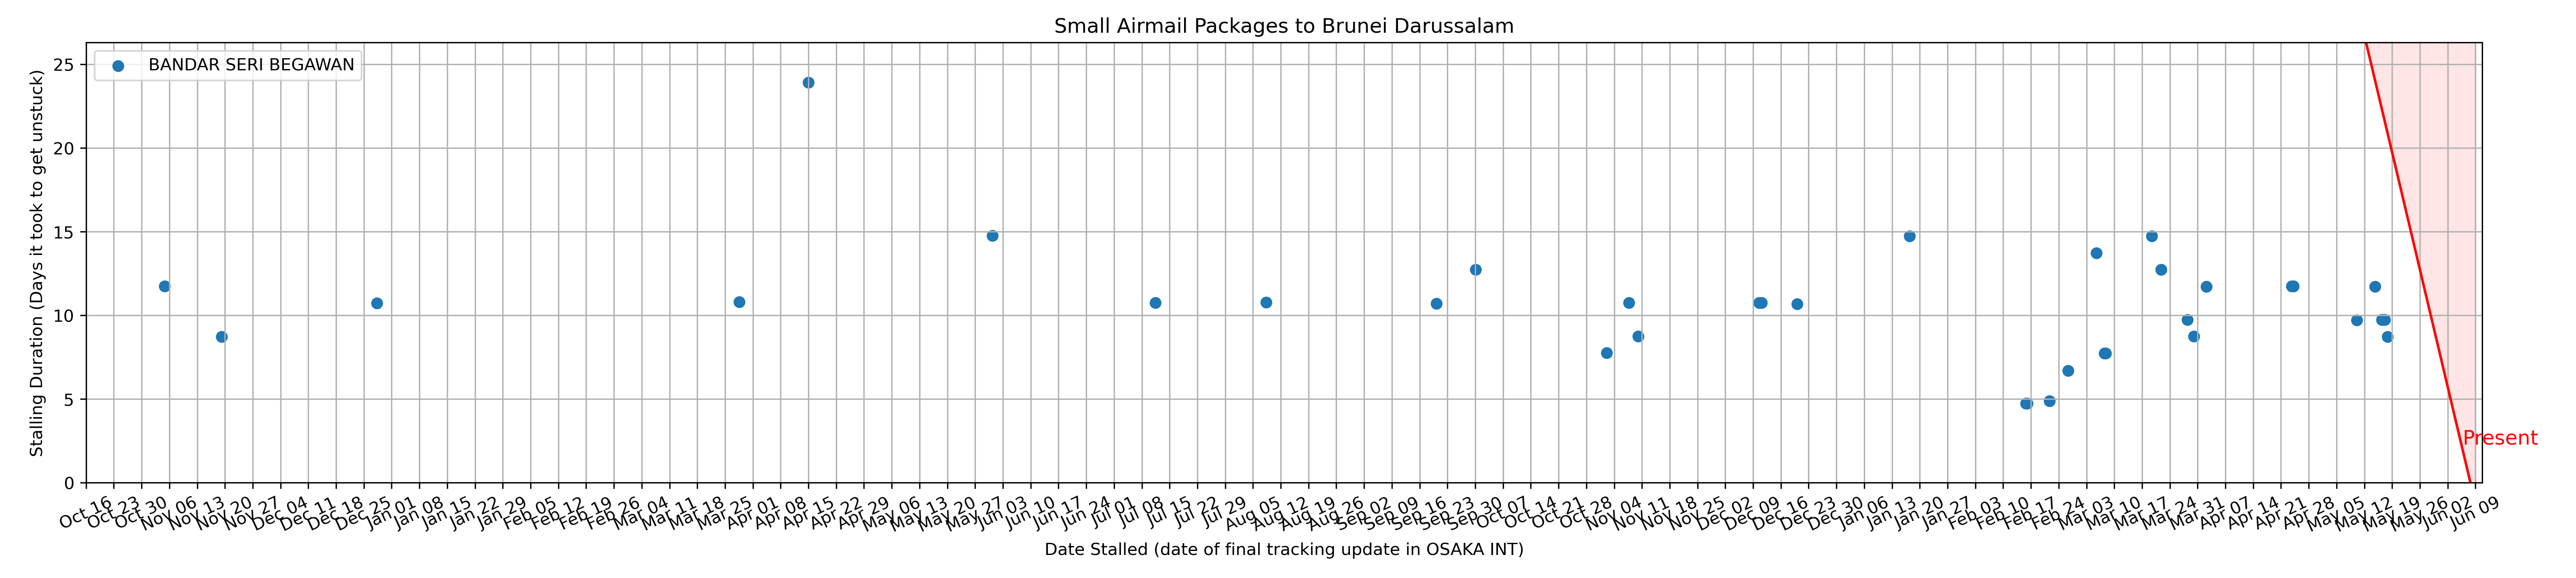 Small Airmail Packages to Brunei Darussalam
BANDAR SERI BEGAWAN
Stalling Duration (Days it took to get unstuck)
25
20
15
10
5
0
Present
Oct 16 Oct 23 Oct 30 Nov 06 Nov 13 Nov 20 Nov 27 Dec 04 Dec 11 Dec 18 Dec 25 Jan 01 Jan 08 Jan 15 Jan 22 Jan 29 Feb 05 Feb 12 Feb 19 Feb 26 Mar 04 Mar 11 Mar 18 Mar 25 Apr 01 Apr 08 Apr 15 Apr 22 Apr 29 May 06 May 13 May 20 May 27 Jun 03 Jun 10 Jun 17 Jun 24 Jul 01 Jul 08 Jul 15 Jul 22 Jul 29 Aug 05 Aug 12 Aug 19 Aug 26 Sep 02 Sep 09 Sep 16 Sep 23 Sep 30 Oct 07 Oct 14 Oct 21 Oct 28 Nov 04 Nov 11 Nov 18 Nov 25 Dec 02 Dec 09 Dec 16 Dec 23 Dec 30 Jan 06 Jan 13 Jan 20 Jan 27 Feb 03 Feb 10 Feb 17 Feb 24 Mar 03 Mar 10 Mar 17 Mar 24 Mar 31 Apr 07 Apr 14 Apr 21 Apr 28 May 05 May 12 May 19 May 26 Jun 02 Jun 09
Date Stalled (date of final tracking update in OSAKA INT)